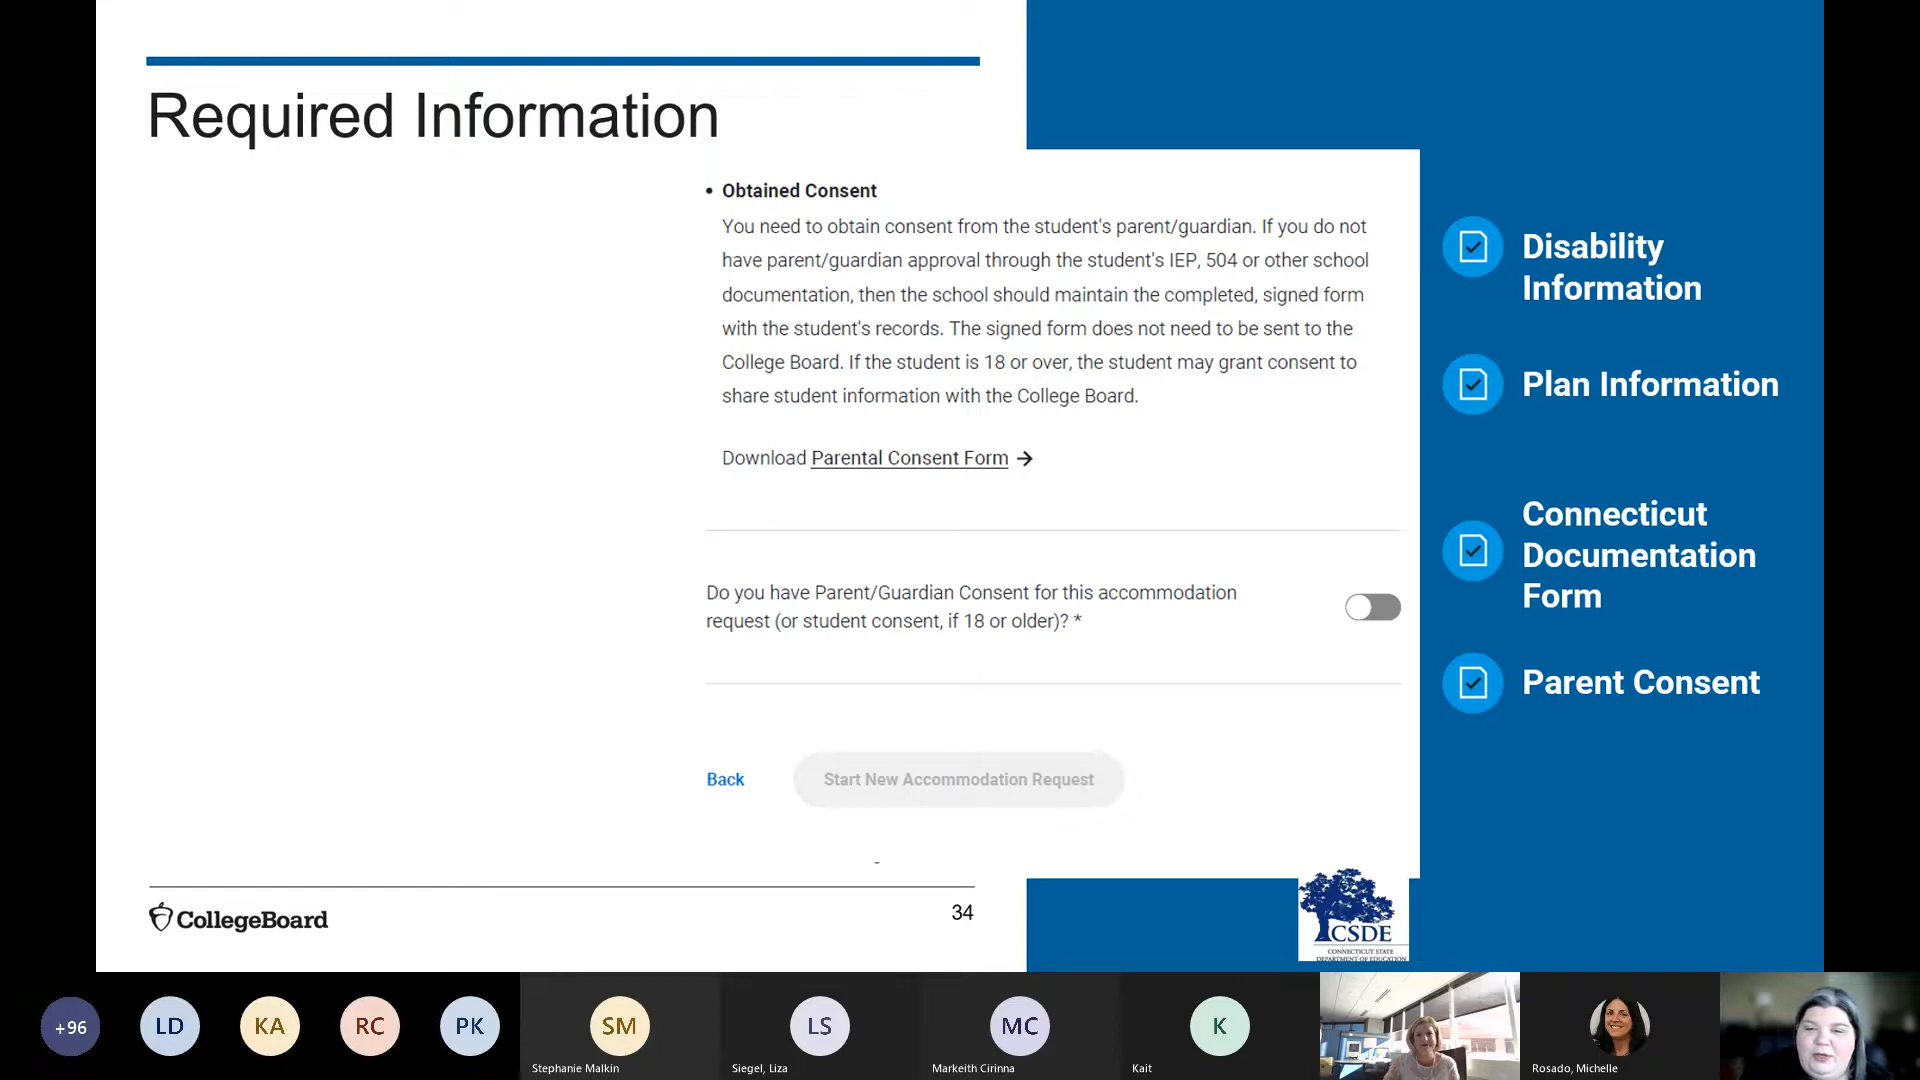 Required Information
• Obtained Consent
You need to obtain consent from the student's parent/guardian. If you do not
have parent/guardian approval through the student's IEP, 504 or other school
documentation, then the school should maintain the completed, signed form
with the student's records. The signed form does not need to be sent to the
College Board. If the student is 18 or over, the student may grant consent to
share student information with the College Board.
Download Parental Consent Form →
Do you have Parent/Guardian Consent for this accommodation
request (or student consent, if 18 or older)? *
Back
Start New Accommodation Request
Disability
Information
Plan Information
Connecticut
Documentation
Form
Parent Consent
CollegeBoard
34
CSDE
CONNECTICUT STATE
DEPARTMENT OF EDUCATION
+96
LD
KA
RC
PK
SM
LS
MC
K
Stephanie Malkin
Siegel, Liza
Markeith Cirinna
Kait
Rosado, Michelle